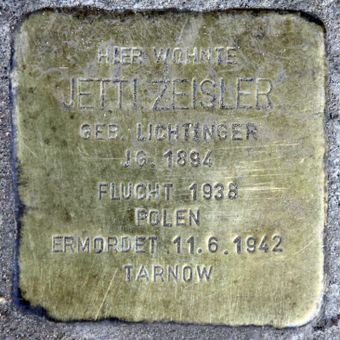 HIER WOHNTE
JETTI ZEISLER
GEB. LICHTINGER
JG. 1894
FLUCHT 1938
POLEN
ERMORDET 11.6.1942
TARNOW